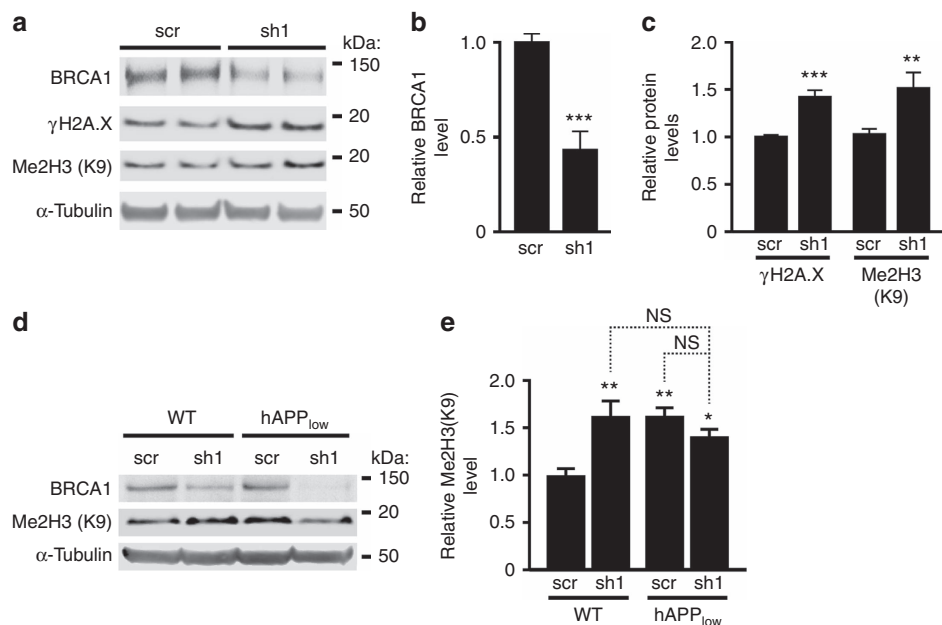 a
scr sh1 kDa:
BRCA1 150
γH2A.X 20
Me2H3 (K9) 20
α-Tubulin 50
b
Relative BRCA1
level
1.0
0.5
0
***
scr sh1
c
Relative protein
levels
2.0
1.5
1.0
0.5
0
*** **
scr sh1 scr sh1
γH2A.X Me2H3
(K9)
d
WT hAPPlow
scr sh1 scr sh1 kDa:
BRCA1 150
Me2H3 (K9) 20
α-Tubulin 50
e
Relative Me2H3(K9)
level
2.0
1.5
1.0
0.5
0
NS
NS
** ** *
scr sh1 scr sh1
WT hAPPlow